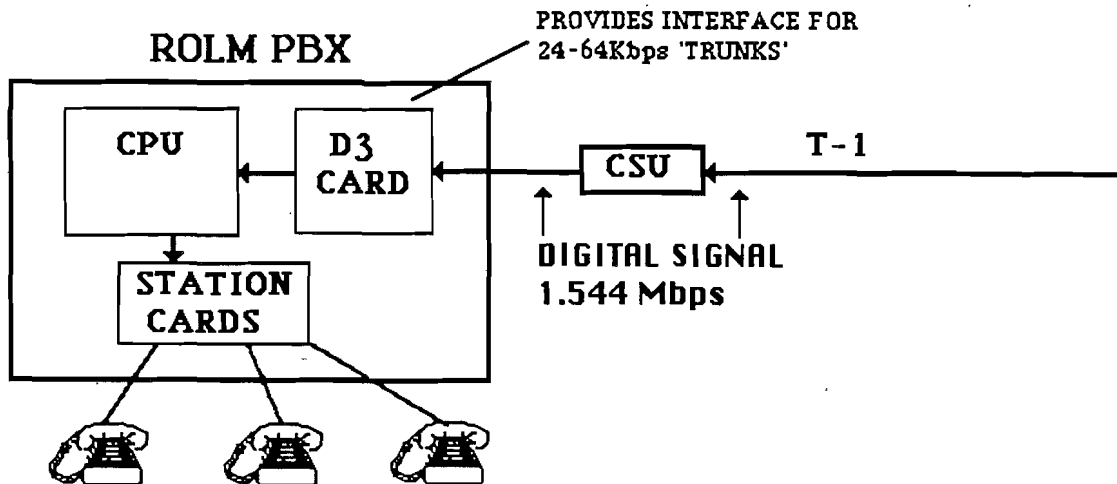 PROVIDES INTERFACE FOR
24-64Kbps 'TRUNKS'
ROLM PBX
CPU
D3
CARD
CSU
T-1
DIGITAL SIGNAL
1.544 Mbps
STATION
CARDS